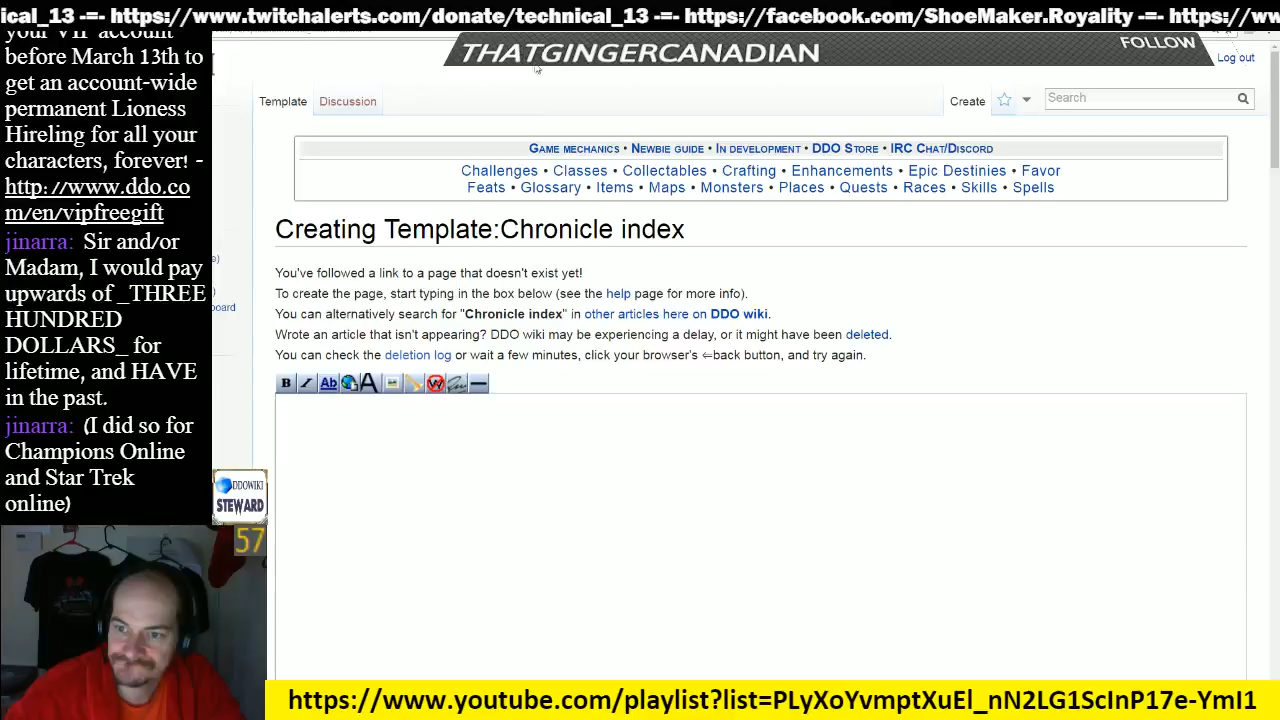 ical_13 -=- https://www.twitchalerts.com/donate/technical_13 -=- https://facebook.com/ShoeMaker.Royality -=- https://www
your VIP account
before March 13th to
get an account-wide
permanent Lioness
Hireling for all your
characters, forever! -
http://www.ddo.co
m/en/vipfreegift
jinarra: Sir and/or
Madam, I would pay
upwards of _THREE
HUNDRED
DOLLARS_ for
lifetime, and HAVE
in the past.
jinarra: (I did so for
Champions Online
and Star Trek
online)
THATGINGERCANADIAN
FOLLOW
Log out
Template Discussion
Create Search
GAME MECHANICS • NEWBIE GUIDE • IN DEVELOPMENT • DDO STORE • IRC CHAT/DISCORD
Challenges • Classes • Collectables • Crafting • Enhancements • Epic Destinies • Favor
Feats • Glossary • Items • Maps • Monsters • Places • Quests • Races • Skills • Spells
Creating Template:Chronicle index
You've followed a link to a page that doesn't exist yet!
To create the page, start typing in the box below (see the help page for more info).
You can alternatively search for "Chronicle index" in other articles here on DDO wiki.
Wrote an article that isn't appearing? DDO wiki may be experiencing a delay, or it might have been deleted.
You can check the deletion log or wait a few minutes, click your browser's ⇐back button, and try again.
B I Ab A W
e)
)
oard
DDOWIKI
STEWARD
57
https://www.youtube.com/playlist?list=PLyXoYvmptXuEl_nN2LG1ScInP17e-YmI1